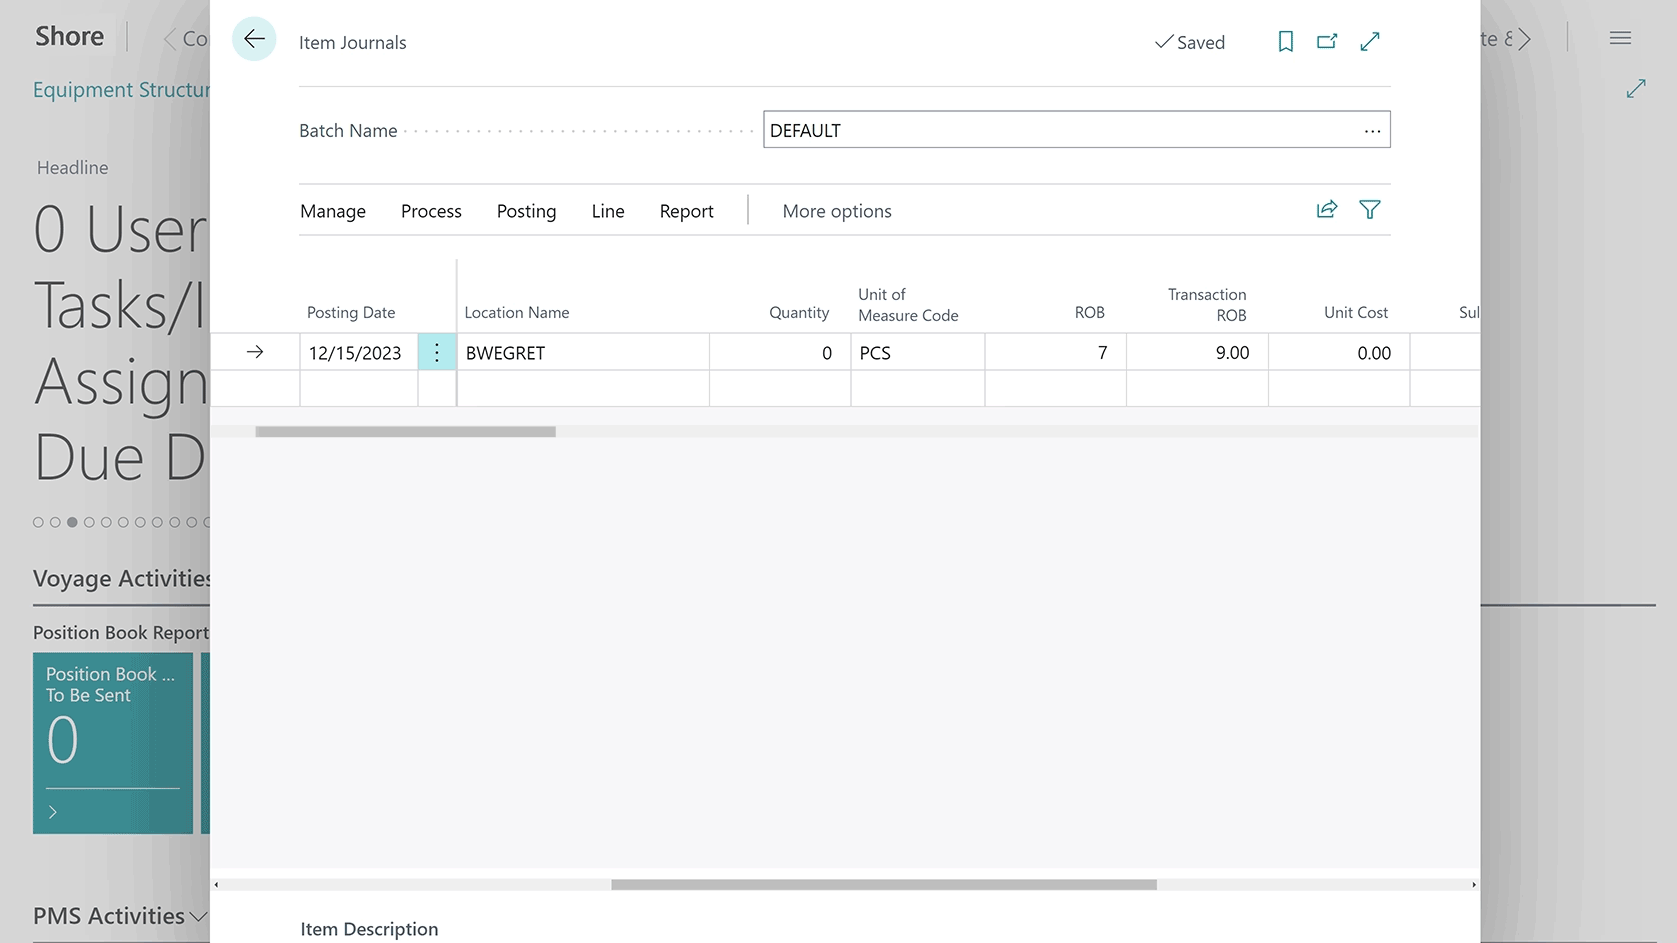 Shore
Co
Item Journals
Saved
te &
Equipment Structur
Batch Name
DEFAULT
...
Headline
0 User
Tasks/I
Assign
Due D
Manage
Process
Posting
Line
Report
More options
Posting Date
Location Name
Quantity
Unit of
Measure Code
ROB
Transaction
ROB
Unit Cost
Sul
12/15/2023
BWEGRET
0
PCS
7
9.00
0.00
Voyage Activities
Position Book Report
Position Book ...
To Be Sent
0
PMS Activities
Item Description